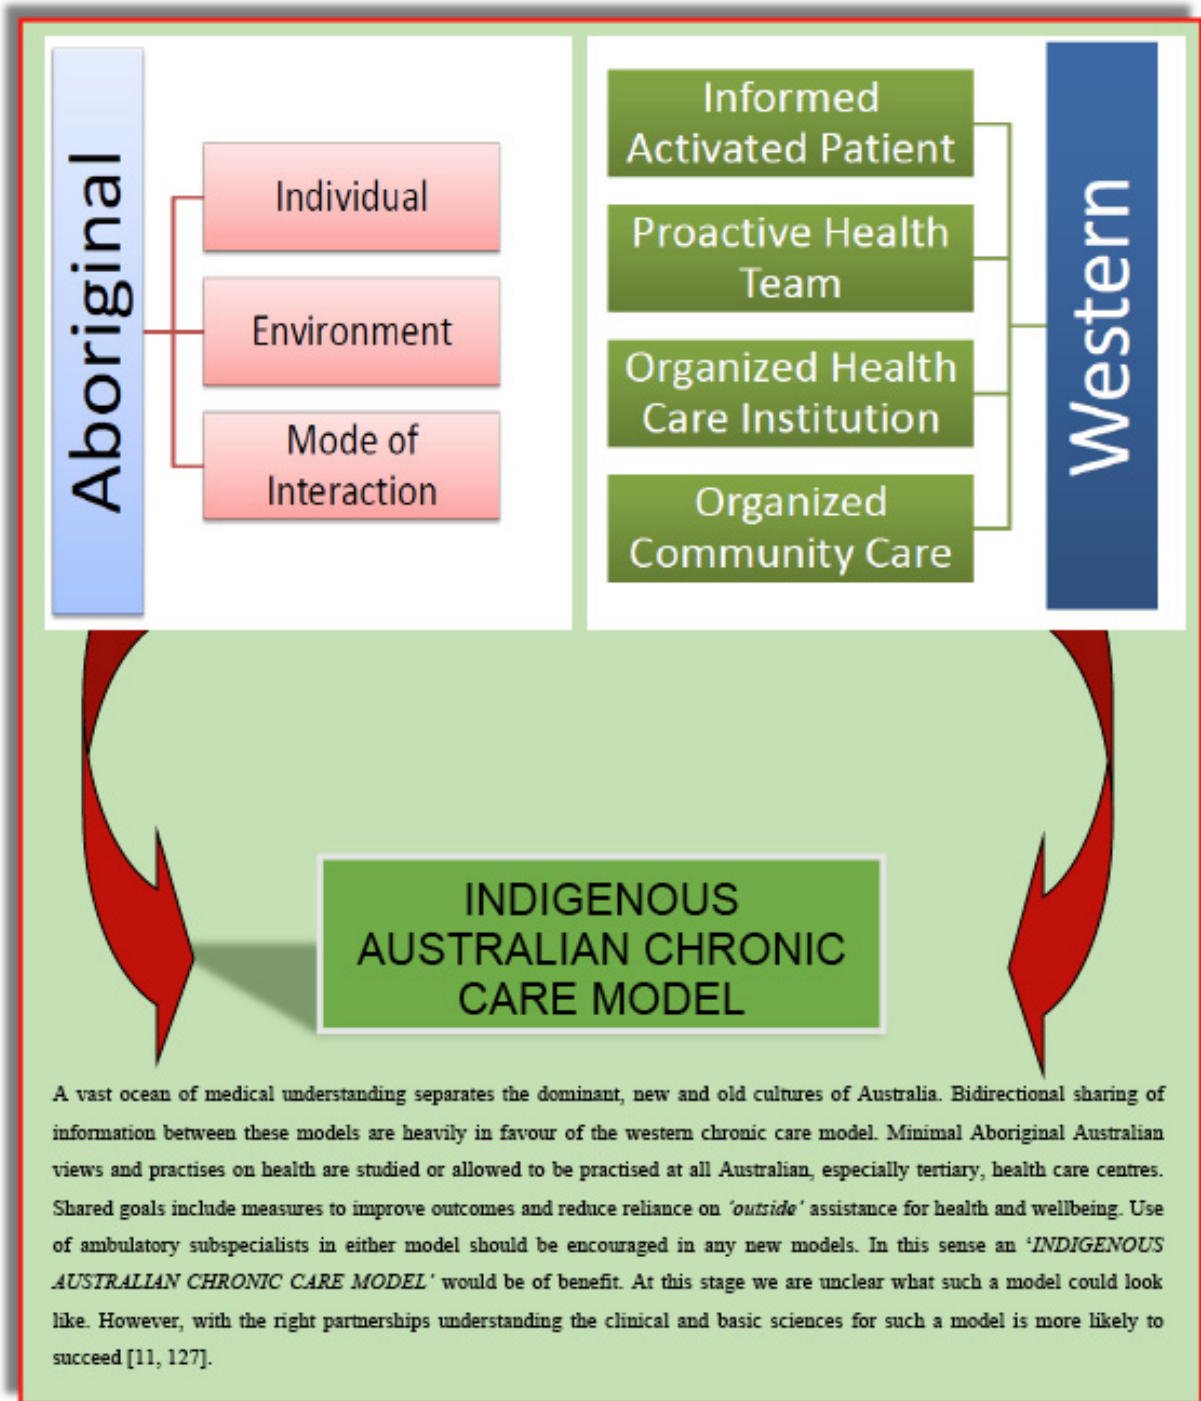 Aboriginal
Individual
Environment
Mode of
Interaction
Informed
Activated Patient
Proactive Health
Team
Organized Health
Care Institution
Organized
Community Care
Western
INDIGENOUS
AUSTRALIAN CHRONIC
CARE MODEL
A vast ocean of medical understanding separates the dominant, new and old cultures of Australia. Bidirectional sharing of
information between these models are heavily in favour of the western chronic care model. Minimal Aboriginal Australian
views and practises on health are studied or allowed to be practised at all Australian, especially tertiary, health care centres.
Shared goals include measures to improve outcomes and reduce reliance on ‘outside’ assistance for health and wellbeing. Use
of ambulatory subspecialists in either model should be encouraged in any new models. In this sense an ‘INDIGENOUS
AUSTRALIAN CHRONIC CARE MODEL’ would be of benefit. At this stage we are unclear what such a model could look
like. However, with the right partnerships understanding the clinical and basic sciences for such a model is more likely to
succeed [11, 127].